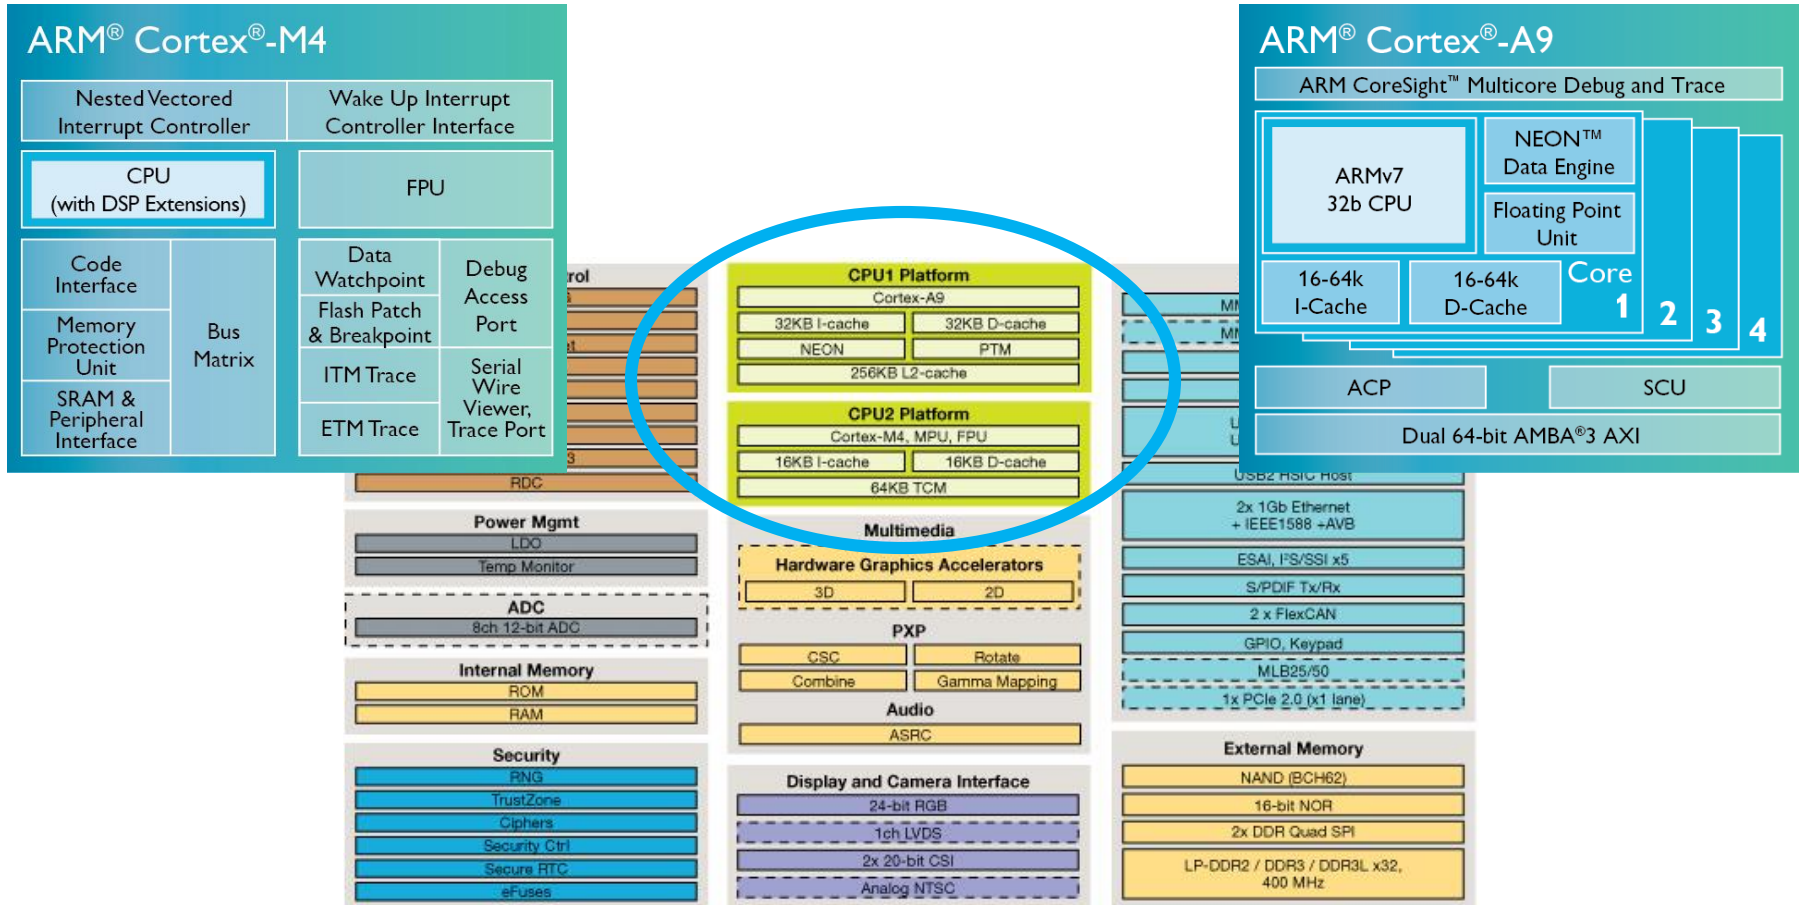 ARM® Cortex®-M4
Nested Vectored
Interrupt Controller
Wake Up Interrupt
Controller Interface
CPU
(with DSP Extensions)
FPU
Code
Interface
Memory
Protection
Unit
SRAM &
Peripheral
Interface
Bus
Matrix
Data
Watchpoint
Flash Patch
& Breakpoint
ITM Trace
ETM Trace
Debug
Access
Port
Serial
Wire
Viewer,
Trace Port
ARM® Cortex®-A9
ARM CoreSight™ Multicore Debug and Trace
ARMv7
32b CPU
NEON™
Data Engine
Floating Point
Unit
16-64k
I-Cache
16-64k
D-Cache
Core
1
2
3
4
ACP
SCU
Dual 64-bit AMBA®3 AXI
RDC
Power Mgmt
LDO
Temp Monitor
ADC
8ch 12-bit ADC
Internal Memory
ROM
RAM
Security
RNG
TrustZone
Ciphers
Security Ctrl
Secure RTC
eFuses
CPU1 Platform
Cortex-A9
32KB I-cache
32KB D-cache
NEON
PTM
256KB L2-cache
CPU2 Platform
Cortex-M4, MPU, FPU
16KB I-cache
16KB D-cache
64KB TCM
Multimedia
Hardware Graphics Accelerators
3D
2D
PXP
CSC
Rotate
Combine
Gamma Mapping
Audio
ASRC
Display and Camera Interface
24-bit RGB
1ch LVDS
2x 20-bit CSI
Analog NTSC
USB2 HSIC Host
2x 1Gb Ethernet
+ IEEE1588 +AVB
ESAI, I²S/SSI x5
S/PDIF Tx/Rx
2 x FlexCAN
GPIO, Keypad
MLB25/50
1x PCIe 2.0 (x1 lane)
External Memory
NAND (BCH62)
16-bit NOR
2x DDR Quad SPI
LP-DDR2 / DDR3 / DDR3L x32,
400 MHz